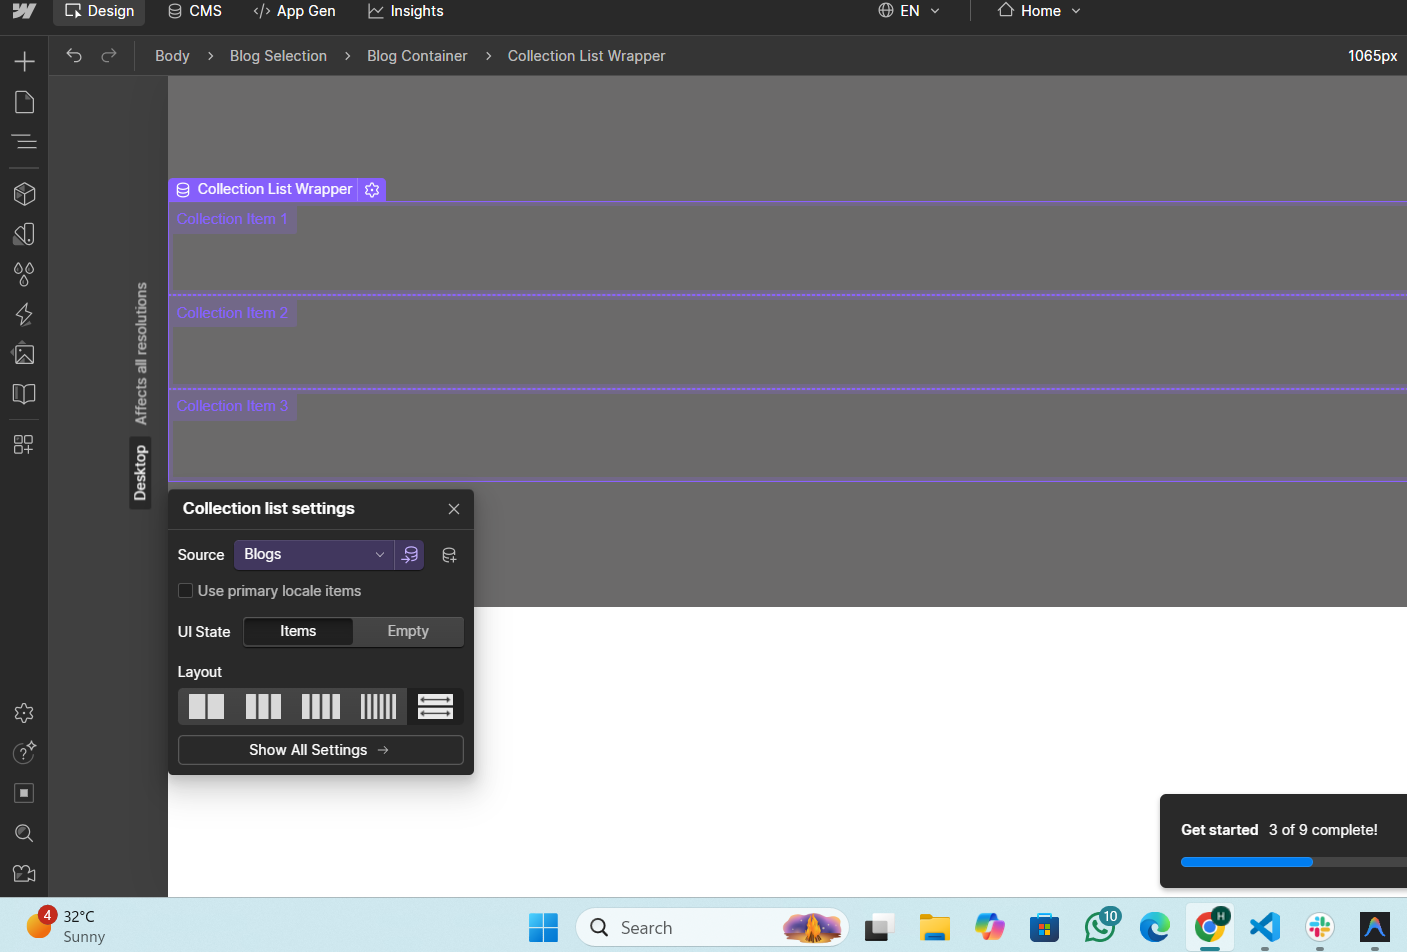 Design
CMS
App Gen
Insights
EN
Home
Body
Blog Selection
Blog Container
Collection List Wrapper
1065px
Affects all resolutions
Desktop
Collection List Wrapper
Collection Item 1
Collection Item 2
Collection Item 3
Collection list settings
Source
Blogs
Use primary locale items
UI State
Items
Empty
Layout
Show All Settings
Get started 3 of 9 complete!
4
32°C
Sunny
Search
10
H